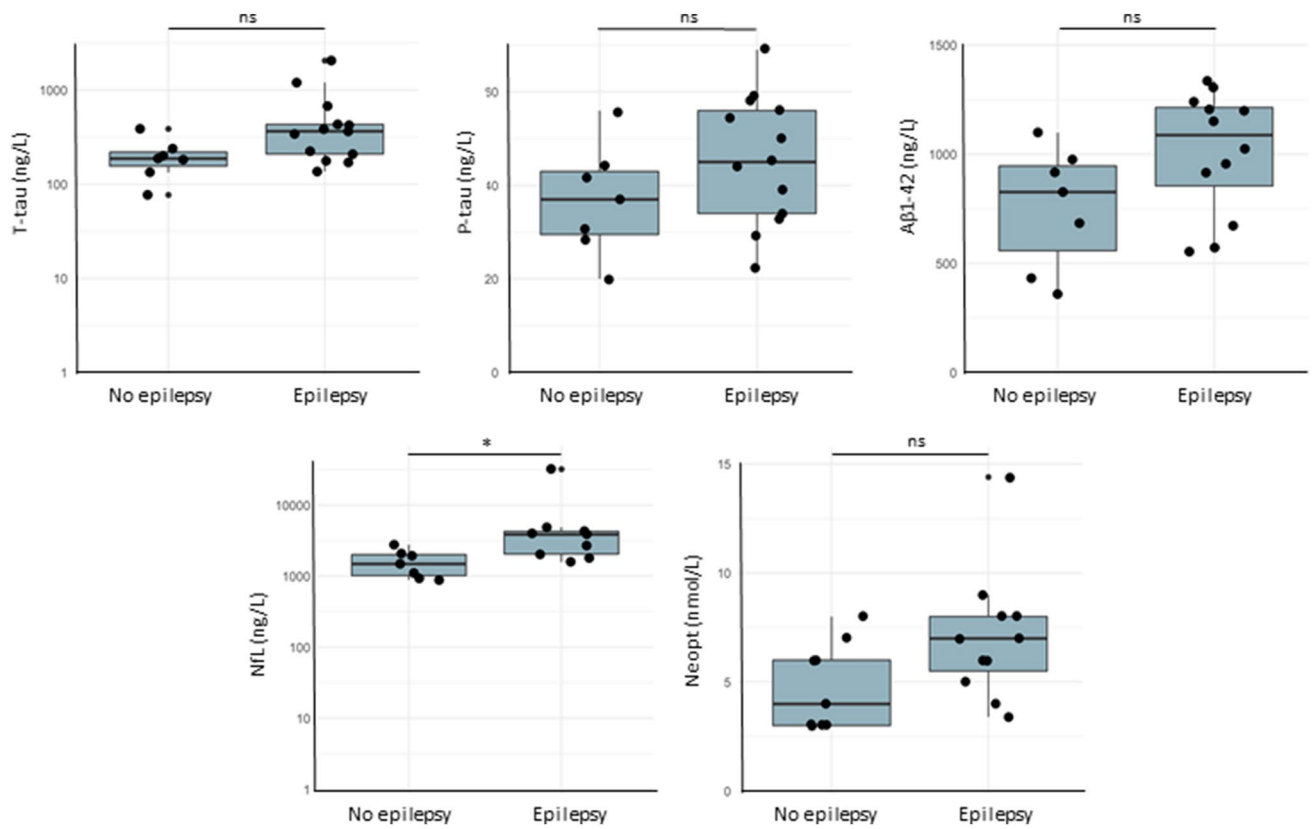 ns
1000
100
10
1
T-tau (ng/L)
No epilepsy
Epilepsy
ns
40
20
0
P-tau (ng/L)
No epilepsy
Epilepsy
ns
1500
1000
500
0
Aβ1-42 (ng/L)
No epilepsy
Epilepsy
*
10000
1000
100
10
1
NfL (ng/L)
No epilepsy
Epilepsy
ns
15
10
5
0
Neopt (nmol/L)
No epilepsy
Epilepsy